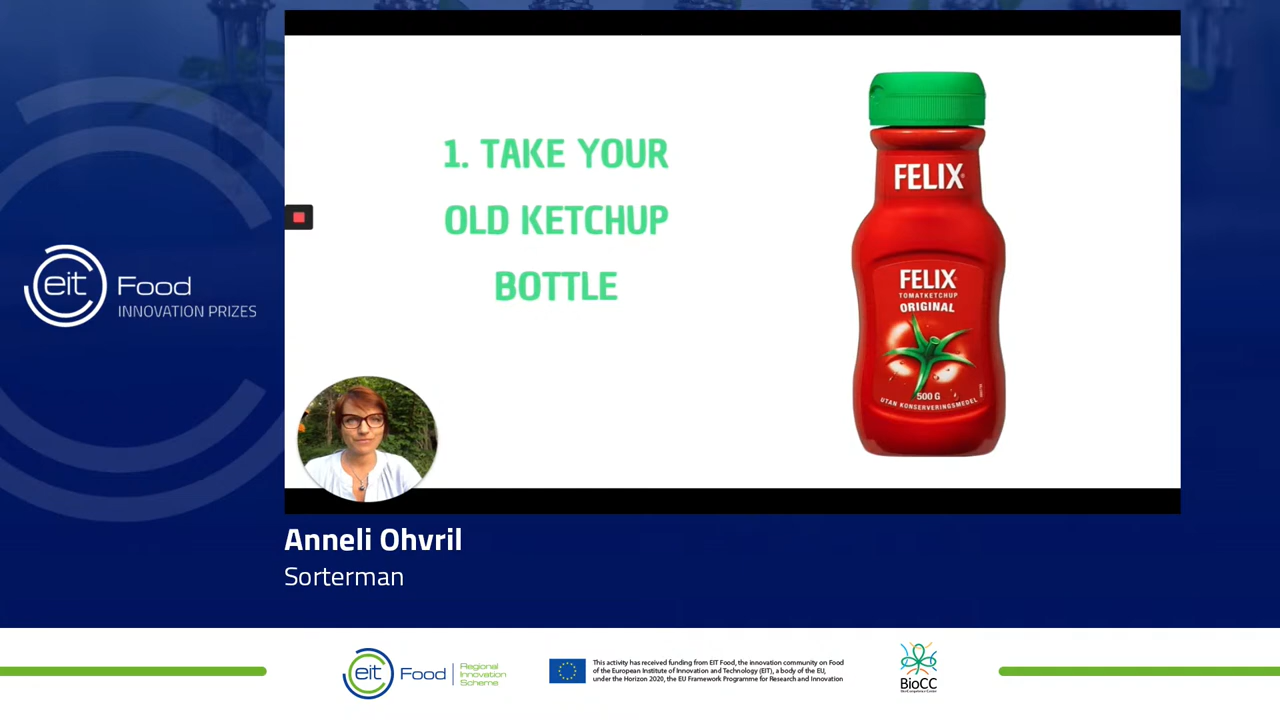 1. TAKE YOUR
OLD KETCHUP
BOTTLE
FELIX
FELIX
TOMATKETCHUP
ORIGINAL
500 G
UTAN KONSERVERINGSMEDEL
eit Food
INNOVATION PRIZES
Anneli Ohvril
Sorterman
eit Food
Regional
Innovation
Scheme
This activity has received funding from EIT Food, the innovation community on Food
of the European Institute of Innovation and Technology (EIT), a body of the EU,
under the Horizon 2020, the EU Framework Programme for Research and Innovation
BioCC